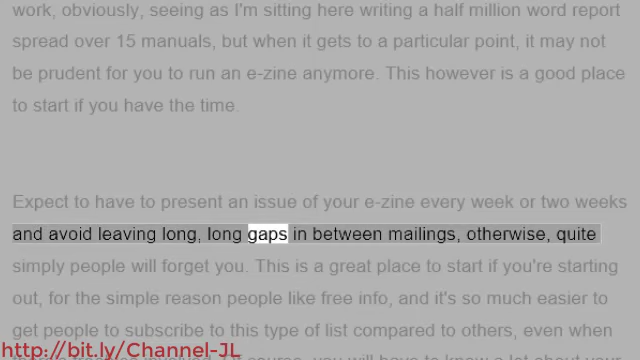 work, obviously, seeing as I'm sitting here writing a half million word report
spread over 15 manuals, but when it gets to a particular point, it may not
be prudent for you to run an e-zine anymore. This however is a good place
to start if you have the time.
Expect to have to present an issue of your e-zine every week or two weeks
and avoid leaving long, long gaps in between mailings, otherwise, quite
simply people will forget you. This is a great place to start if you're starting
out, for the simple reason people like free info, and it's so much easier to
get people to subscribe to this type of list compared to others, even when
http://bit.ly/Channel-JL